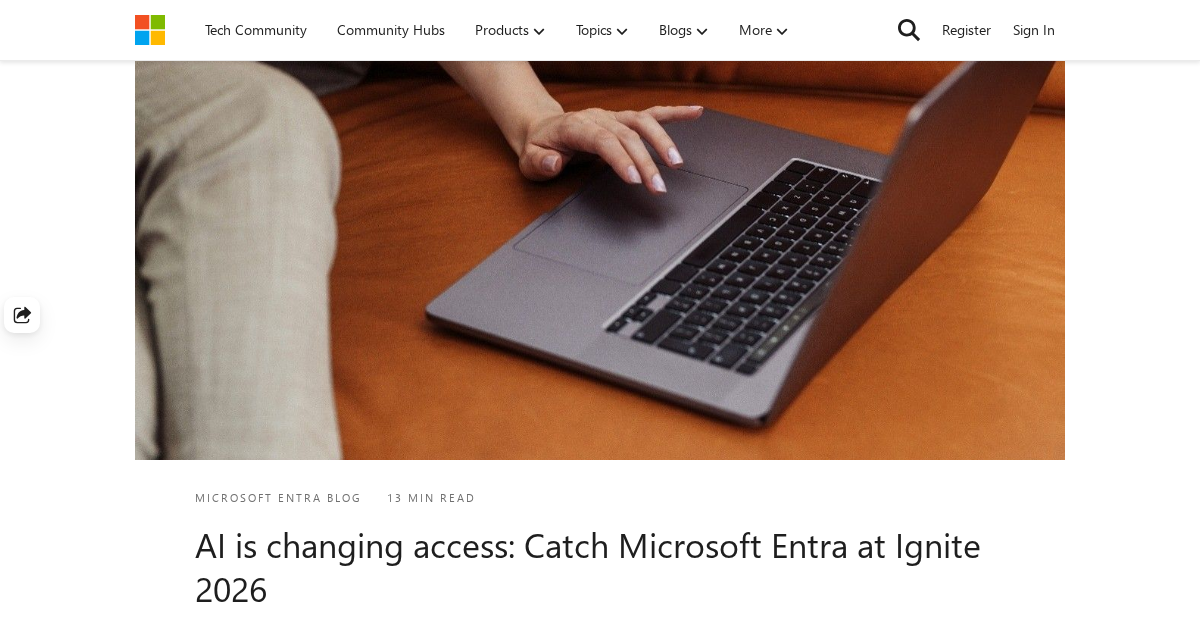 Tech Community Community Hubs Products Topics Blogs More Register Sign In
MICROSOFT ENTRA BLOG 13 MIN READ
AI is changing access: Catch Microsoft Entra at Ignite
2026